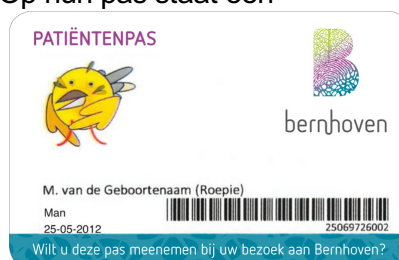 Op hun pas staat een
PATIËNTENPAS
bernhoven
M. van de Geboortenaam (Roepie)
Man
25-05-2012
25069726002
Wilt u deze pas meenemen bij uw bezoek aan Bernhoven?